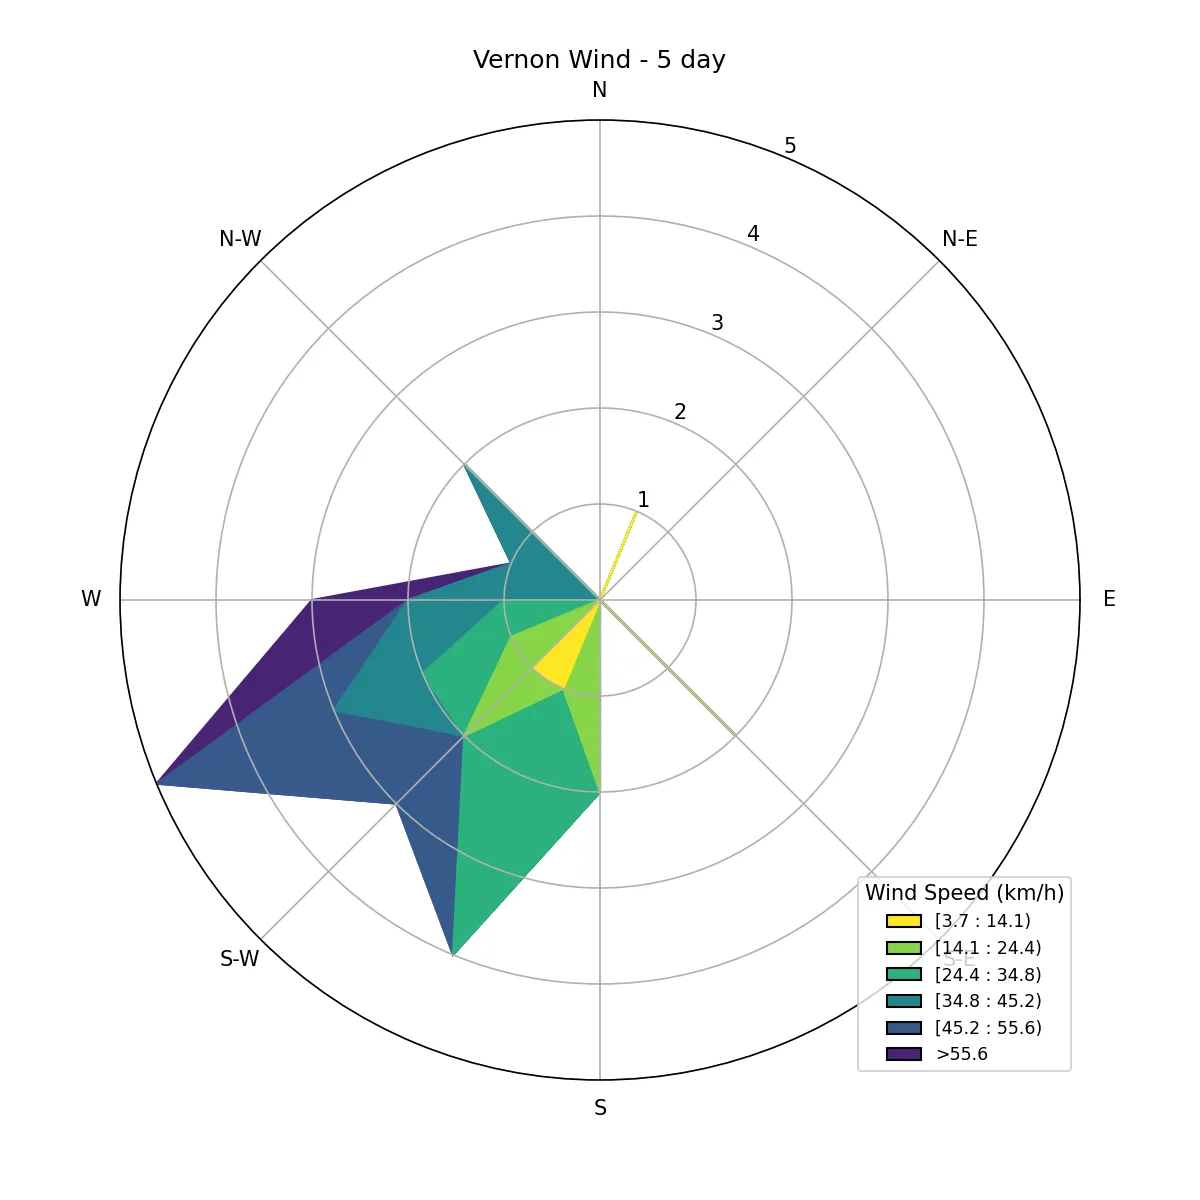 Vernon Wind - 5 day
N
5
N-W
N-E
4
3
2
1
W
E
Wind Speed (km/h)
[3.7 : 14.1)
[14.1 : 24.4)
S-W
S-E
[24.4 : 34.8)
[34.8 : 45.2)
[45.2 : 55.6)
>55.6
S